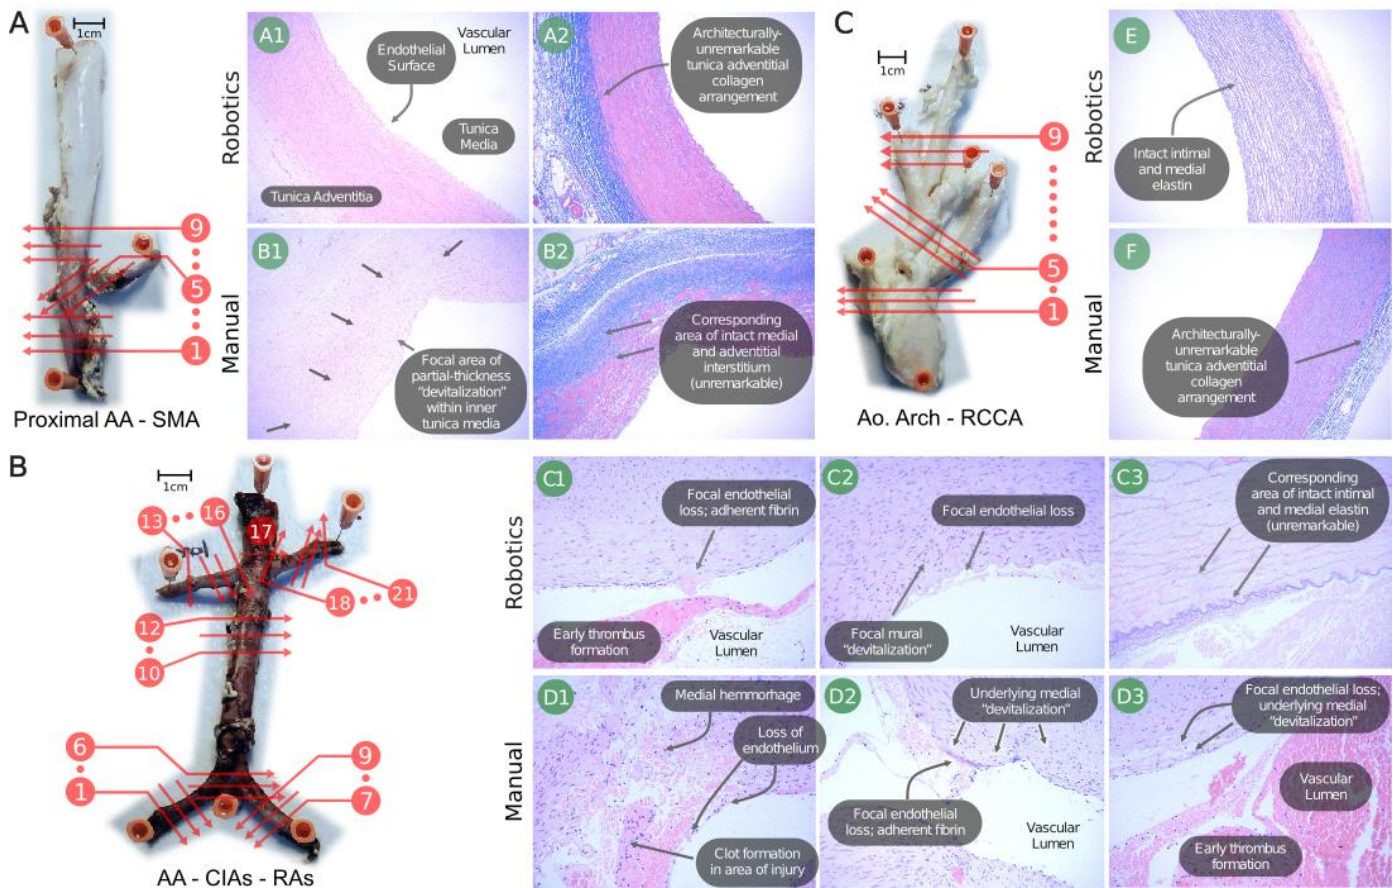 A
1cm
9
5
1
Proximal AA - SMA
Robotics
Manual
A1
Endothelial
Surface
Vascular
Lumen
Tunica
Media
Tunica Adventitia
A2
Architecturally-
unremarkable
tunica adventitial
collagen
arrangement
B1
Focal area of
partial-thickness
"devitalization"
within inner
tunica media
B2
Corresponding
area of intact medial
and adventitial
interstitium
(unremarkable)
C
1cm
9
5
1
Ao. Arch - RCCA
Robotics
Manual
E
Intact intimal
and medial
elastin
F
Architecturally-
unremarkable
tunica adventitial
collagen
arrangement
B
1cm
13
16
17
18
21
12
10
6
1
9
7
AA - CIAs - RAs
Robotics
Manual
C1
Focal endothelial
loss; adherent fibrin
Early thrombus
formation
Vascular
Lumen
C2
Focal endothelial loss
Focal mural
"devitalization"
Vascular
Lumen
C3
Corresponding
area of intact intimal
and medial elastin
(unremarkable)
D1
Medial hemmorhage
Loss of
endothelium
Clot formation
in area of injury
D2
Underlying medial
"devitalization"
Focal endothelial
loss; adherent fibrin
Vascular
Lumen
D3
Focal endothelial loss;
underlying medial
"devitalization"
Vascular
Lumen
Early thrombus
formation